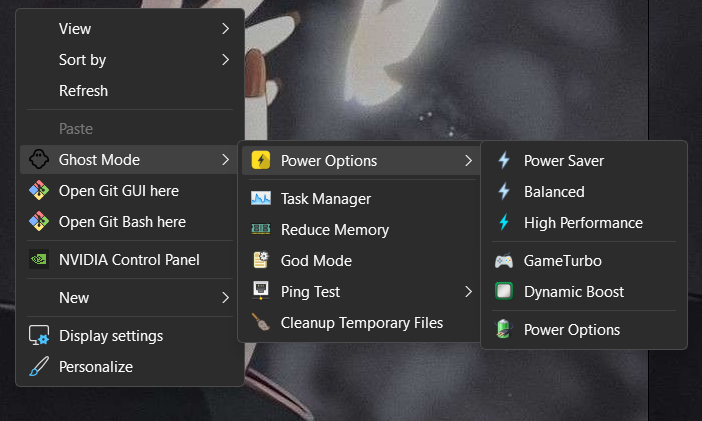 View
Sort by
Refresh
Paste
Ghost Mode
Open Git GUI here
Open Git Bash here
NVIDIA Control Panel
New
Display settings
Personalize
Power Options
Task Manager
Reduce Memory
God Mode
Ping Test
Cleanup Temporary Files
Power Saver
Balanced
High Performance
GameTurbo
Dynamic Boost
Power Options